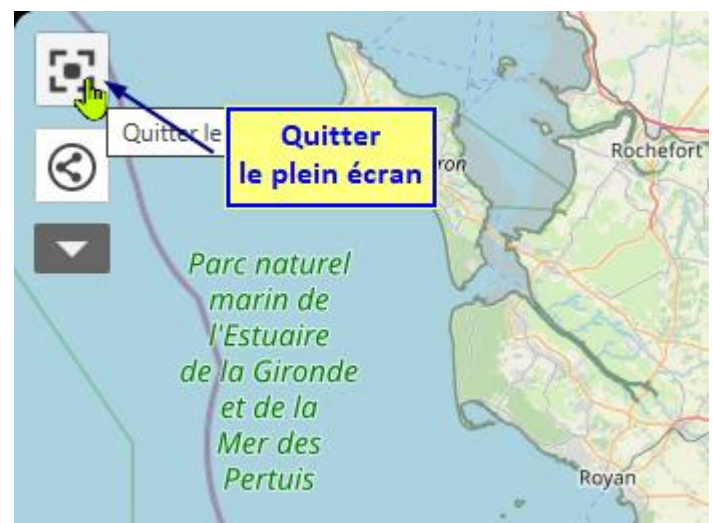 Quitter le
Quitter
le plein écran
ron
Rochefort
Parc naturel
marin de
l'Estuaire
de la Gironde
et de la
Mer des
Pertuis
Royan